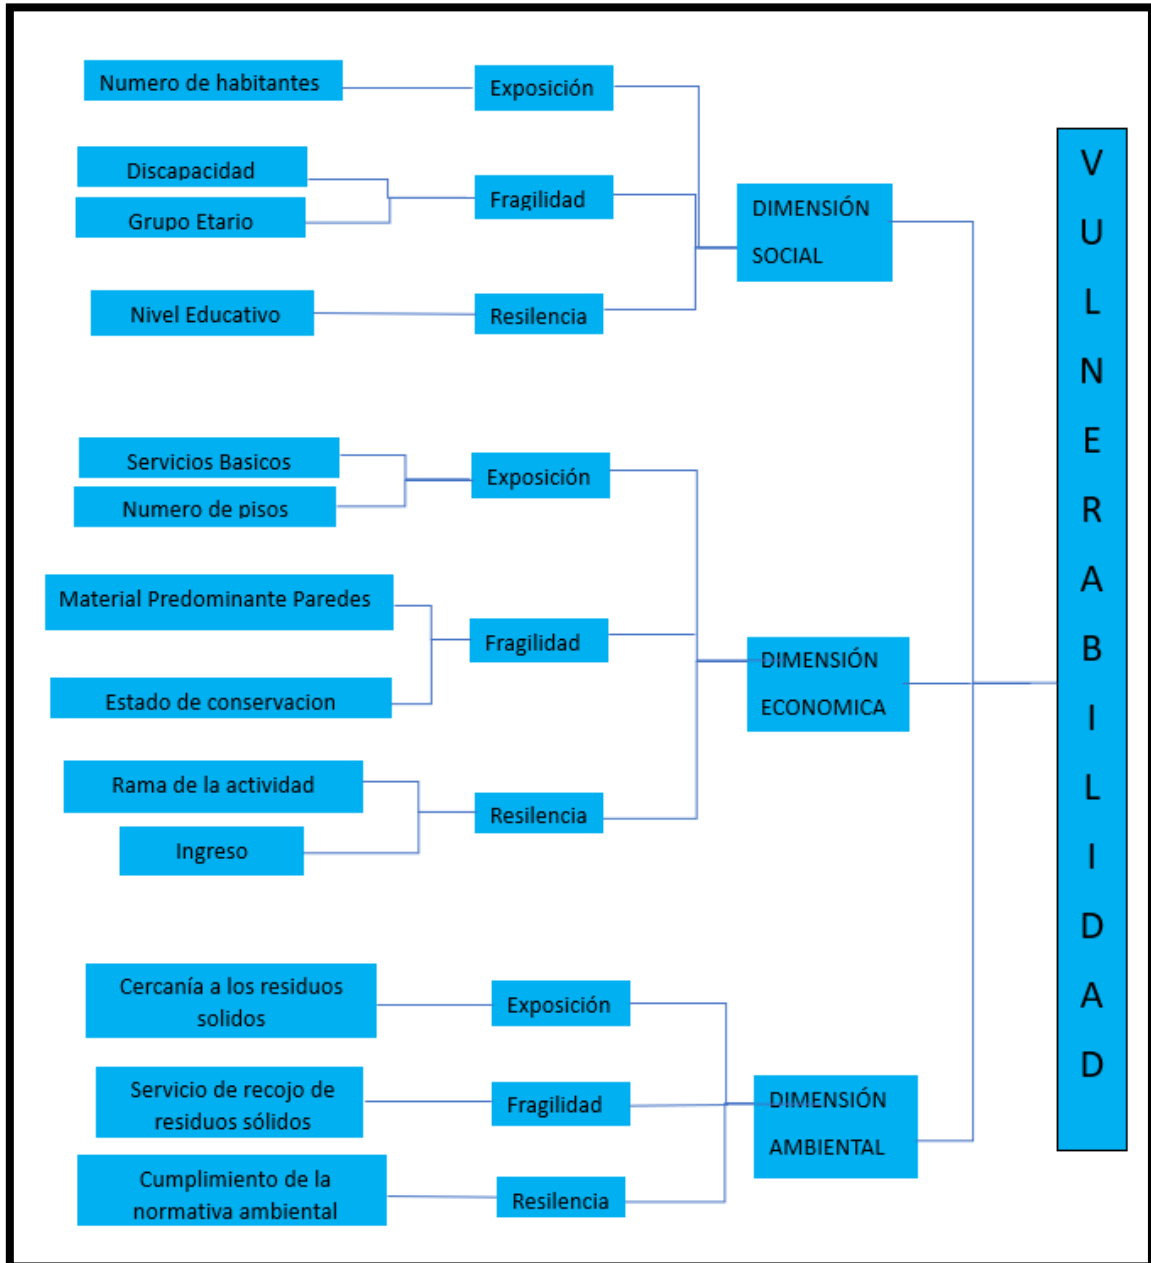 Numero de habitantes
Exposición
Discapacidad
Grupo Etario
Fragilidad
Nivel Educativo
Resilencia
DIMENSIÓN
SOCIAL
Servicios Basicos
Numero de pisos
Exposición
Material Predominante Paredes
Estado de conservacion
Fragilidad
Rama de la actividad
Ingreso
Resilencia
DIMENSIÓN
ECONOMICA
Cercanía a los residuos
solidos
Exposición
Servicio de recojo de
residuos sólidos
Fragilidad
Cumplimiento de la
normativa ambiental
Resilencia
DIMENSIÓN
AMBIENTAL
V
U
L
N
E
R
A
B
I
L
I
D
A
D